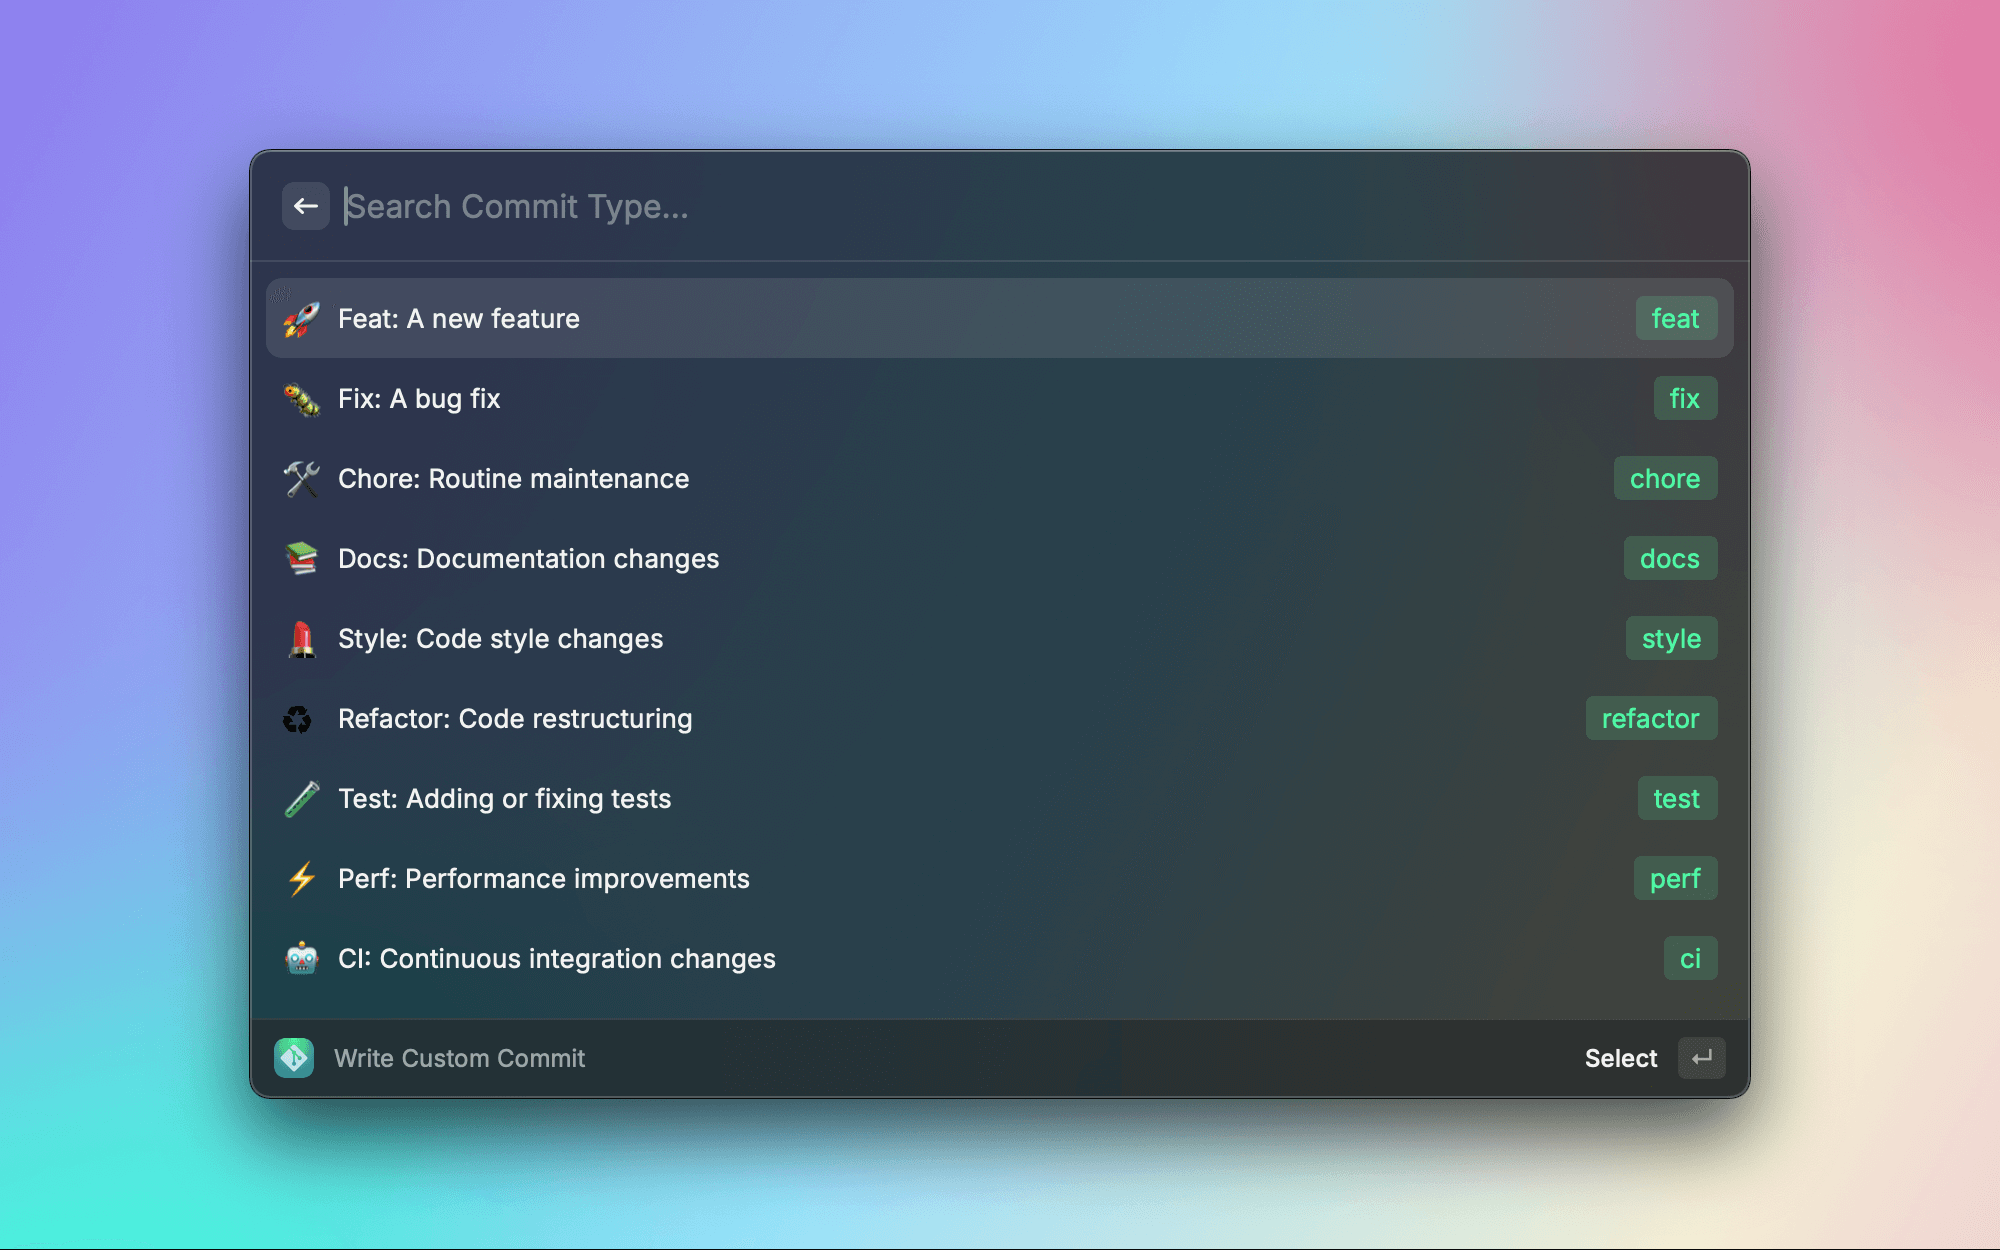 Search Commit Type...
Feat: A new feature feat
Fix: A bug fix fix
Chore: Routine maintenance chore
Docs: Documentation changes docs
Style: Code style changes style
Refactor: Code restructuring refactor
Test: Adding or fixing tests test
Perf: Performance improvements perf
CI: Continuous integration changes ci
Write Custom Commit Select